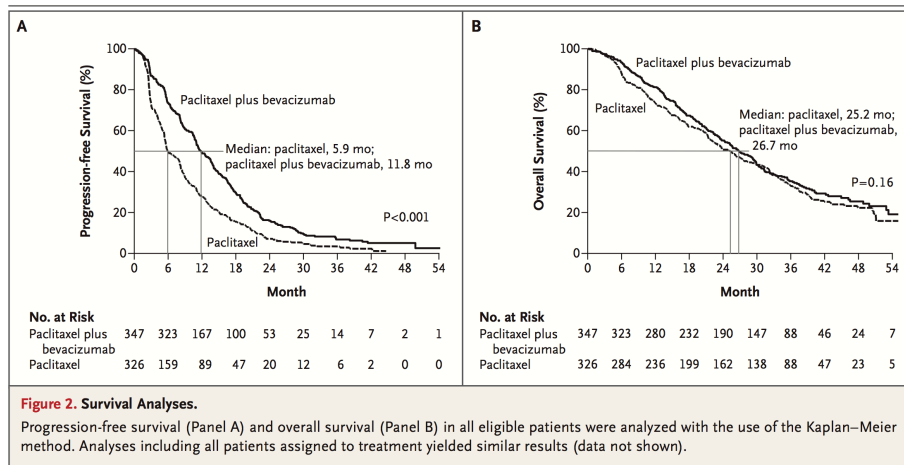 A
Progression-free Survival (%)
100
80
60
40
20
0
Paclitaxel plus bevacizumab
Median: paclitaxel, 5.9 mo;
paclitaxel plus bevacizumab, 11.8 mo
P<0.001
Paclitaxel
0 6 12 18 24 30 36 42 48 54
Month
No. at Risk
Paclitaxel plus bevacizumab 347 323 167 100 53 25 14 7 2 1
Paclitaxel 326 159 89 47 20 12 6 2 0 0
B
Overall Survival (%)
100
80
60
40
20
0
Paclitaxel plus bevacizumab
Paclitaxel
Median: paclitaxel, 25.2 mo;
paclitaxel plus bevacizumab,
26.7 mo
P=0.16
0 6 12 18 24 30 36 42 48 54
Month
No. at Risk
Paclitaxel plus bevacizumab 347 323 280 232 190 147 88 46 24 7
Paclitaxel 326 284 236 199 162 138 88 47 23 5
Figure 2. Survival Analyses.
Progression-free survival (Panel A) and overall survival (Panel B) in all eligible patients were analyzed with the use of the Kaplan–Meier
method. Analyses including all patients assigned to treatment yielded similar results (data not shown).